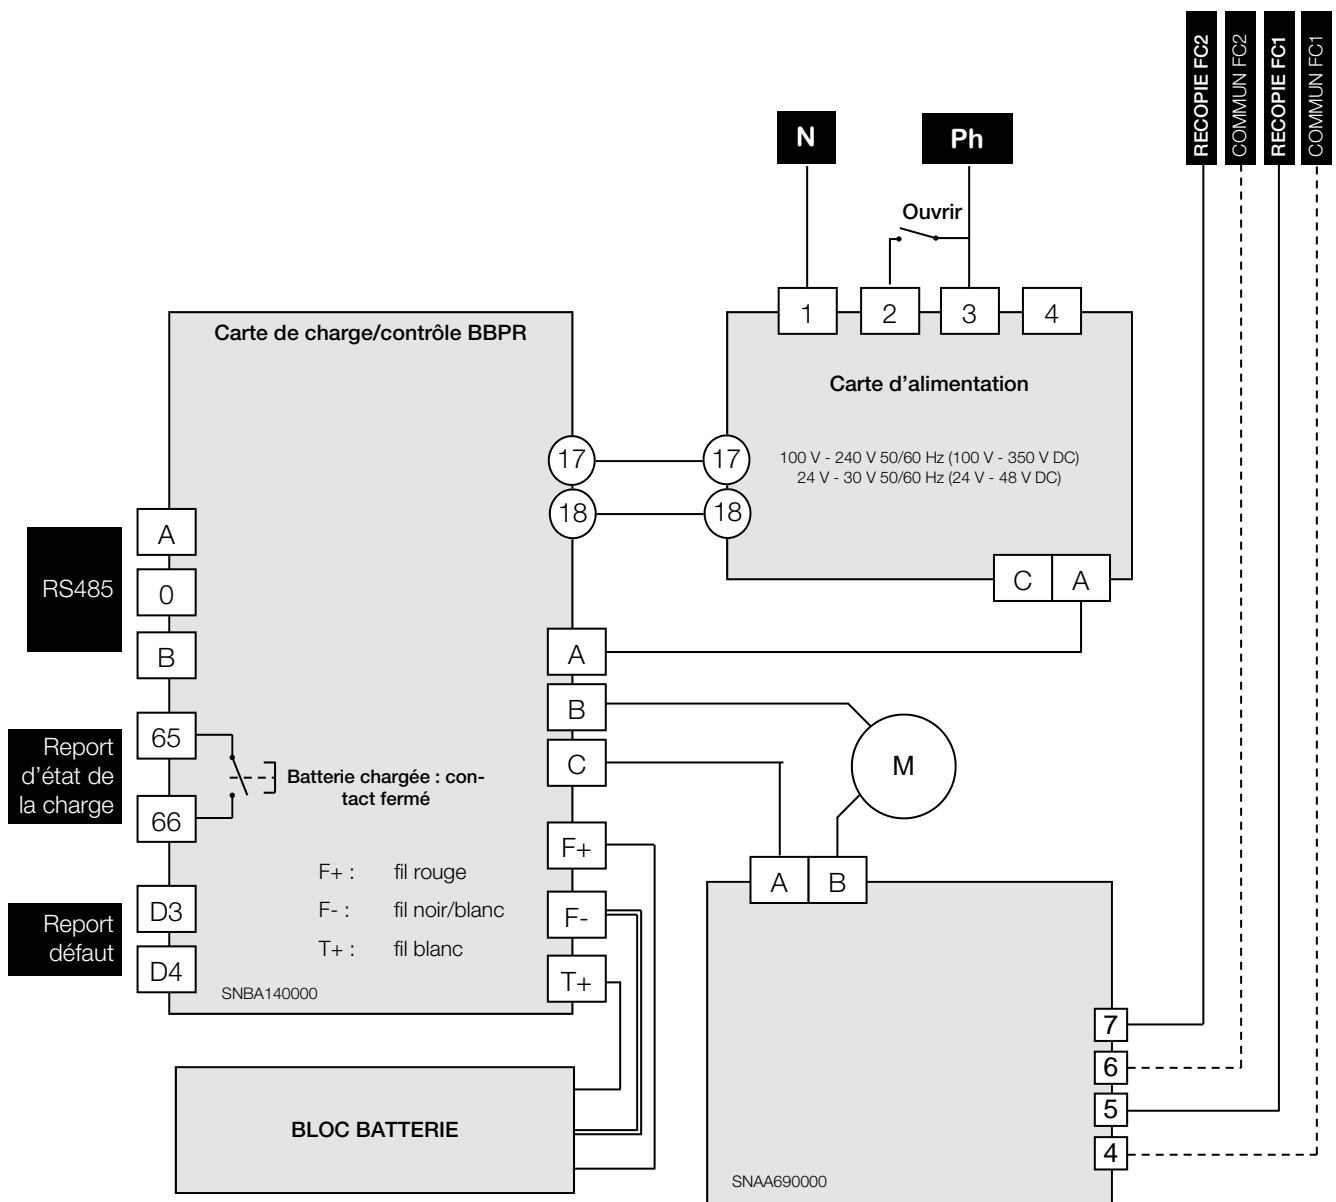 RECOPIE FC2
COMMUN FC2
RECOPIE FC1
COMMUN FC1
N
Ph
Ouvrir
1
2
3
4
Carte de charge/contrôle BBPR
Carte d'alimentation
100 V - 240 V 50/60 Hz (100 V - 350 V DC)
24 V - 30 V 50/60 Hz (24 V - 48 V DC)
17
17
18
18
C
A
RS485
A
0
B
A
B
C
M
Report
d'état de
la charge
65
66
Batterie chargée : con-
tact fermé
F+ : fil rouge
F- : fil noir/blanc
T+ : fil blanc
F+
F-
T+
Report
défaut
D3
D4
SNBA140000
A
B
7
6
5
4
BLOC BATTERIE
SNAA690000